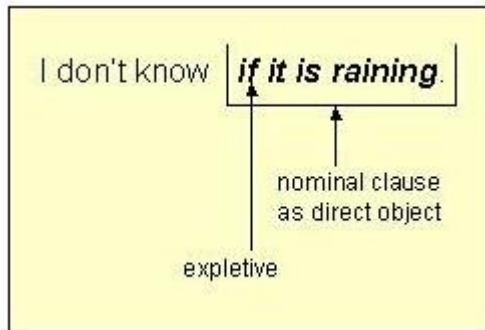 I don't know if it is raining.
nominal clause
as direct object
expletive